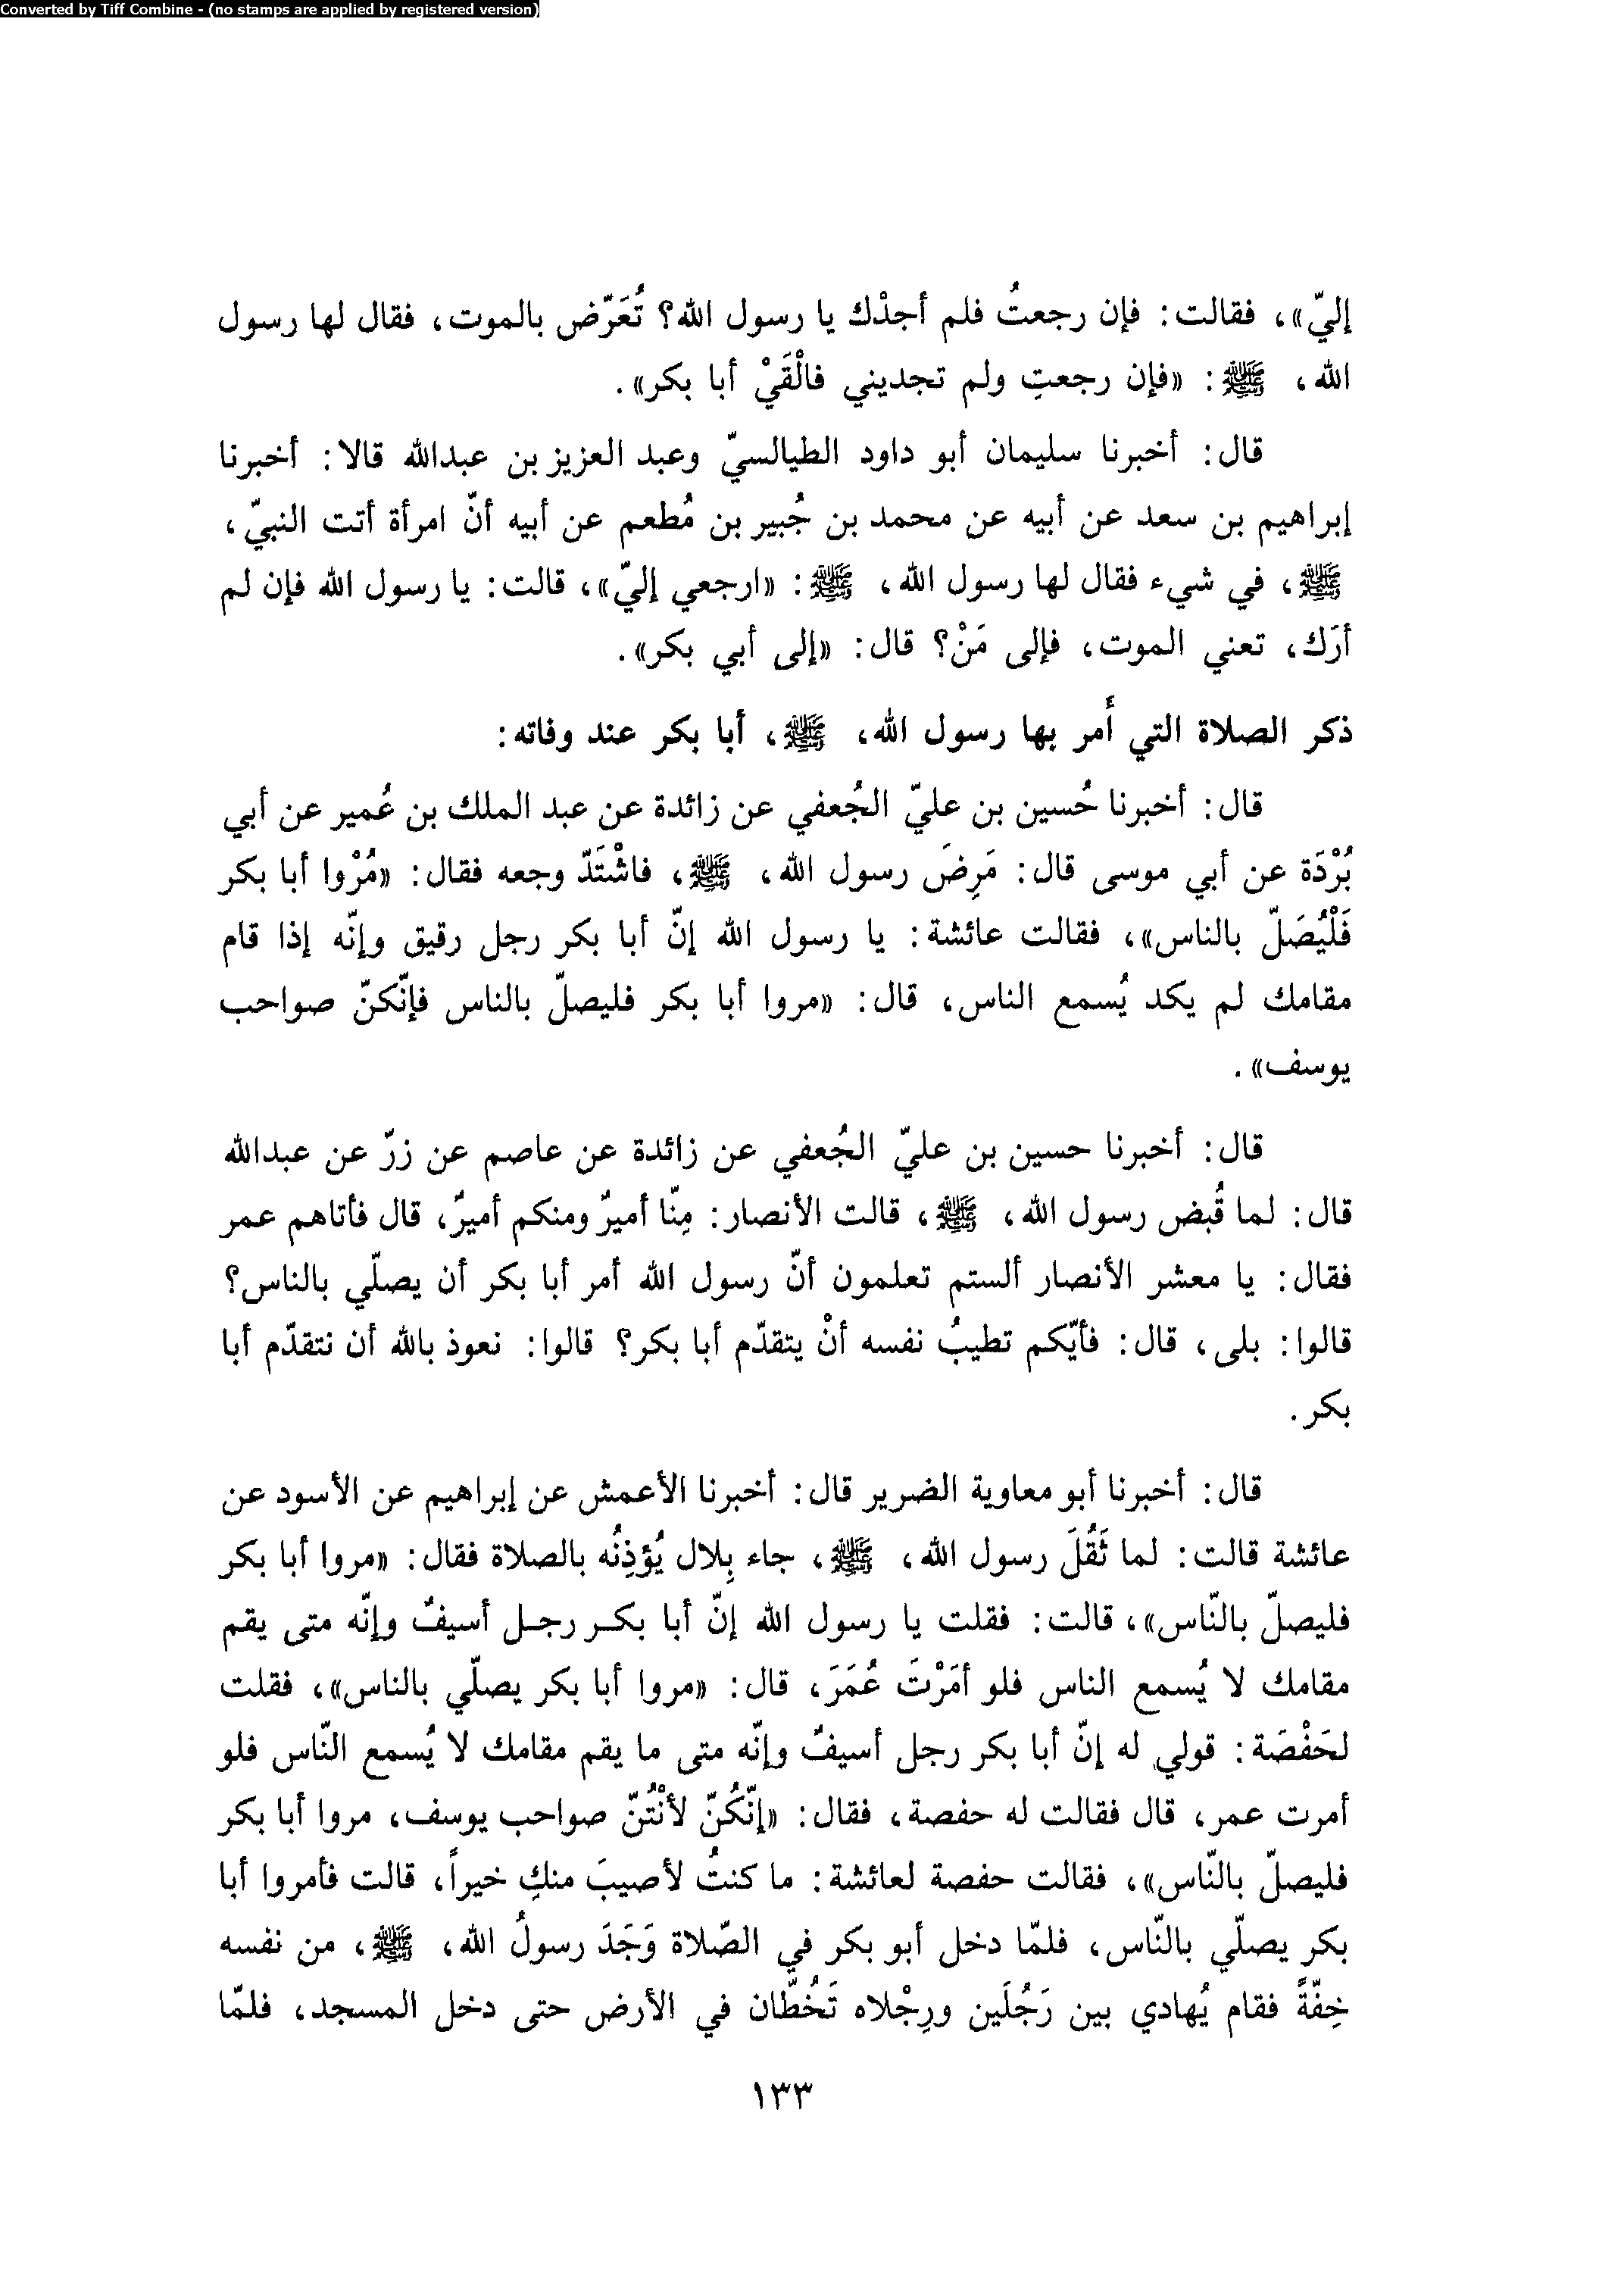 Converted by Tiff Combine - (no stamps are applied by registered version)
إليّ»، فقالت: فإن رجعتُ فلم أجدْك يا رسول الله؟ تُعَرّض بالموت، فقال لها رسول
الله، ﷺ: «فإن رجعتِ ولم تجديني فالْقَيْ أبا بكر».
قال: أخبرنا سليمان أبو داود الطيالسيّ وعبد العزيز بن عبدالله قالا: أخبرنا
إبراهيم بن سعد عن أبيه عن محمد بن جُبير بن مُطعم عن أبيه أنّ امرأة أتت النبيّ،
ﷺ، في شيء فقال لها رسول الله، ﷺ: «ارجعي إليّ»، قالت: يا رسول الله فإن لم
أرَك، تعني الموت، فإلى مَنْ؟ قال: «إلى أبي بكر».
ذكر الصلاة التي أَمر بها رسول الله، ﷺ، أبا بكر عند وفاته:
قال: أخبرنا حُسين بن عليّ الجُعفي عن زائدة عن عبد الملك بن عُمير عن أبي
بُرْدَة عن أبي موسى قال: مَرِضَ رسول الله، ﷺ، فاشْتَدّ وجعه فقال: «مُرْوا أبا بكر
فَلْيُصَلّ بالناس»، فقالت عائشة: يا رسول الله إنّ أبا بكر رجل رقيق وإنّه إذا قام
مقامك لم يكد يُسمع الناس، قال: «مروا أبا بكر فليصلّ بالناس فإنّكنّ صواحب
يوسف».
قال: أخبرنا حسين بن عليّ الجُعفي عن زائدة عن عاصم عن زرّ عن عبدالله
قال: لما قُبض رسول الله، ﷺ، قالت الأنصار: مِنّا أميرٌ ومنكم أميرٌ، قال فأتاهم عمر
فقال: يا معشر الأنصار ألستم تعلمون أنّ رسول الله أمر أبا بكر أن يصلّي بالناس؟
قالوا: بلى، قال: فأيّكم تطيبُ نفسه أنْ يتقدّم أبا بكر؟ قالوا: نعوذ بالله أن نتقدّم أبا
بكر.
قال: أخبرنا أبو معاوية الضرير قال: أخبرنا الأعمش عن إبراهيم عن الأسود عن
عائشة قالت: لما ثَقُلَ رسول الله، ﷺ، جاء بِلال يُؤذِنُه بالصلاة فقال: «مروا أبا بكر
فليصلّ بالنّاس»، قالت: فقلت يا رسول الله إنّ أبا بكر رجل أسيفٌ وإنّه متى يقم
مقامك لا يُسمع الناس فلو أمَرْتَ عُمَرَ، قال: «مروا أبا بكر يصلّي بالناس»، فقلت
لحَفْصَة: قولي له إنّ أبا بكر رجل أسيفٌ وإنّه متى ما يقم مقامك لا يُسمع النّاس فلو
أمرت عمر، قال فقالت له حفصة، فقال: «إنّكُنّ لأنْتُنّ صواحب يوسف، مروا أبا بكر
فليصلّ بالنّاس»، فقالت حفصة لعائشة: ما كنتُ لأصيبَ منكِ خيراً، قالت فأمروا أبا
بكر يصلّي بالنّاس، فلمّا دخل أبو بكر في الصّلاة وَجَدَ رسولُ الله، ﷺ، من نفسه
خِفّةً فقام يُهادي بين رَجُلَين ورِجْلاه تَخُطّان في الأرض حتى دخل المسجد، فلمّا
١٣٣